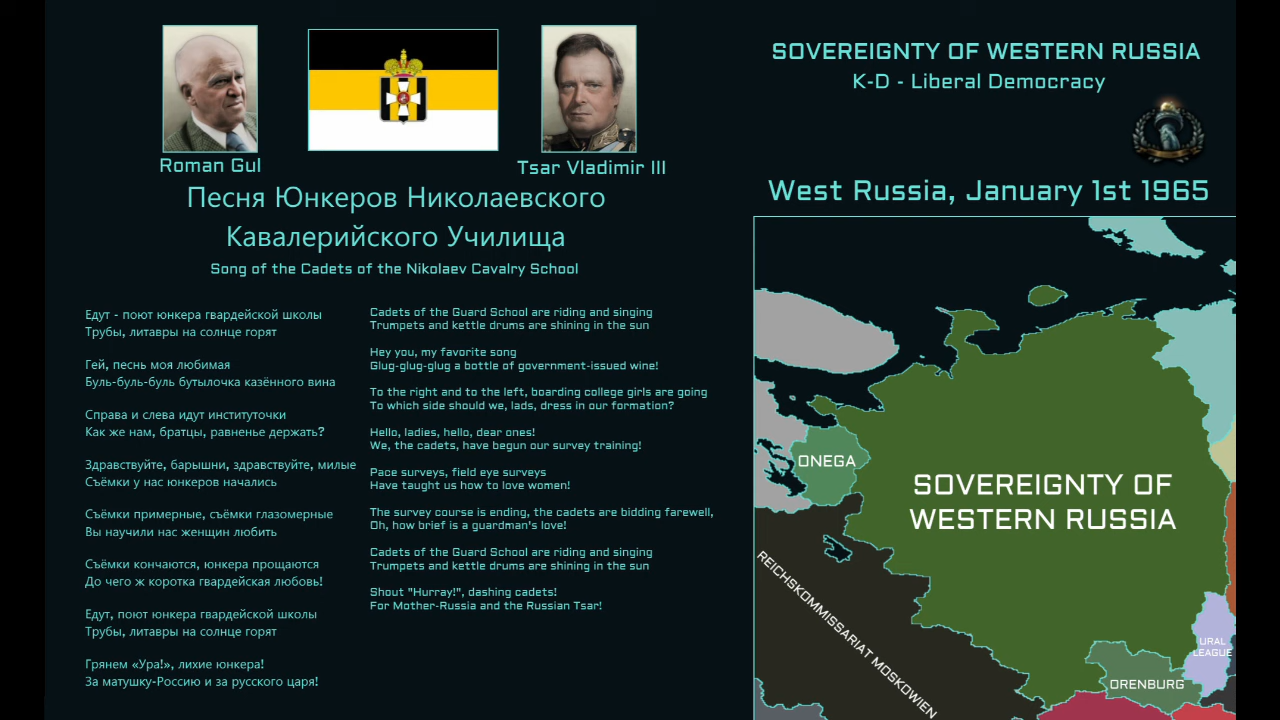 Roman Gul
Tsar Vladimir III
Песня Юнкеров Николаевского
Кавалерийского Училища
Song of the Cadets of the Nikolaev Cavalry School
Едут - поют юнкера гвардейской школы
Трубы, литавры на солнце горят
Гей, песнь моя любимая
Буль-буль-буль бутылочка казённого вина
Справа и слева идут институточки
Как же нам, братцы, равненье держать?
Здравствуйте, барышни, здравствуйте, милые
Съёмки у нас юнкеров начались
Съёмки примерные, съёмки глазомерные
Вы научили нас женщин любить
Съёмки кончаются, юнкера прощаются
До чего ж коротка гвардейская любовь!
Едут, поют юнкера гвардейской школы
Трубы, литавры на солнце горят
Грянем «Ура!», лихие юнкера!
За матушку-Россию и за русского царя!
Cadets of the Guard School are riding and singing
Trumpets and kettle drums are shining in the sun
Hey you, my favorite song
Glug-glug-glug a bottle of government-issued wine!
To the right and to the left, boarding college girls are going
To which side should we, lads, dress in our formation?
Hello, ladies, hello, dear ones!
We, the cadets, have begun our survey training!
Pace surveys, field eye surveys
Have taught us how to love women!
The survey course is ending, the cadets are bidding farewell,
Oh, how brief is a guardman's love!
Cadets of the Guard School are riding and singing
Trumpets and kettle drums are shining in the sun
Shout "Hurray!", dashing cadets!
For Mother-Russia and the Russian Tsar!
SOVEREIGNTY OF WESTERN RUSSIA
K-D - Liberal Democracy
West Russia, January 1st 1965
ONEGA
SOVEREIGNTY OF
WESTERN RUSSIA
REICHSKOMMISSARIAT MOSKOWIEN
URAL
LEAGUE
ORENBURG